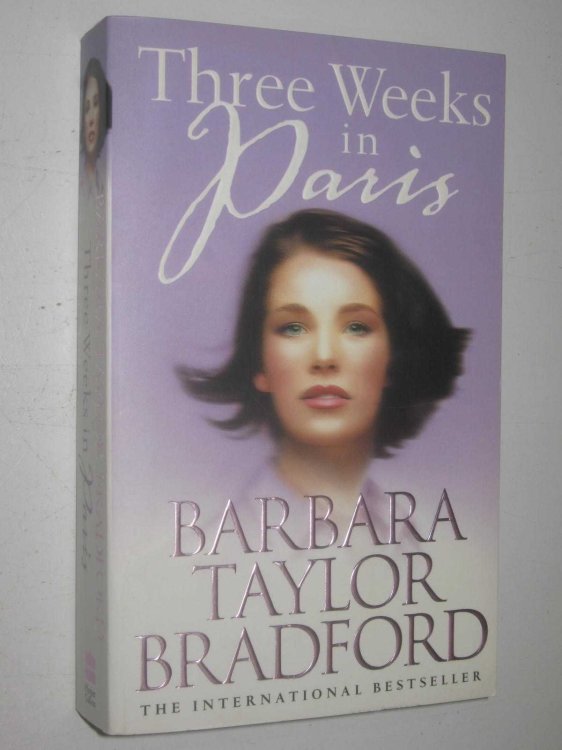 Three Weeks
in
Paris
BARBARA
TAYLOR
BRADFORD
THE INTERNATIONAL BESTSELLER
Three Weeks in Paris